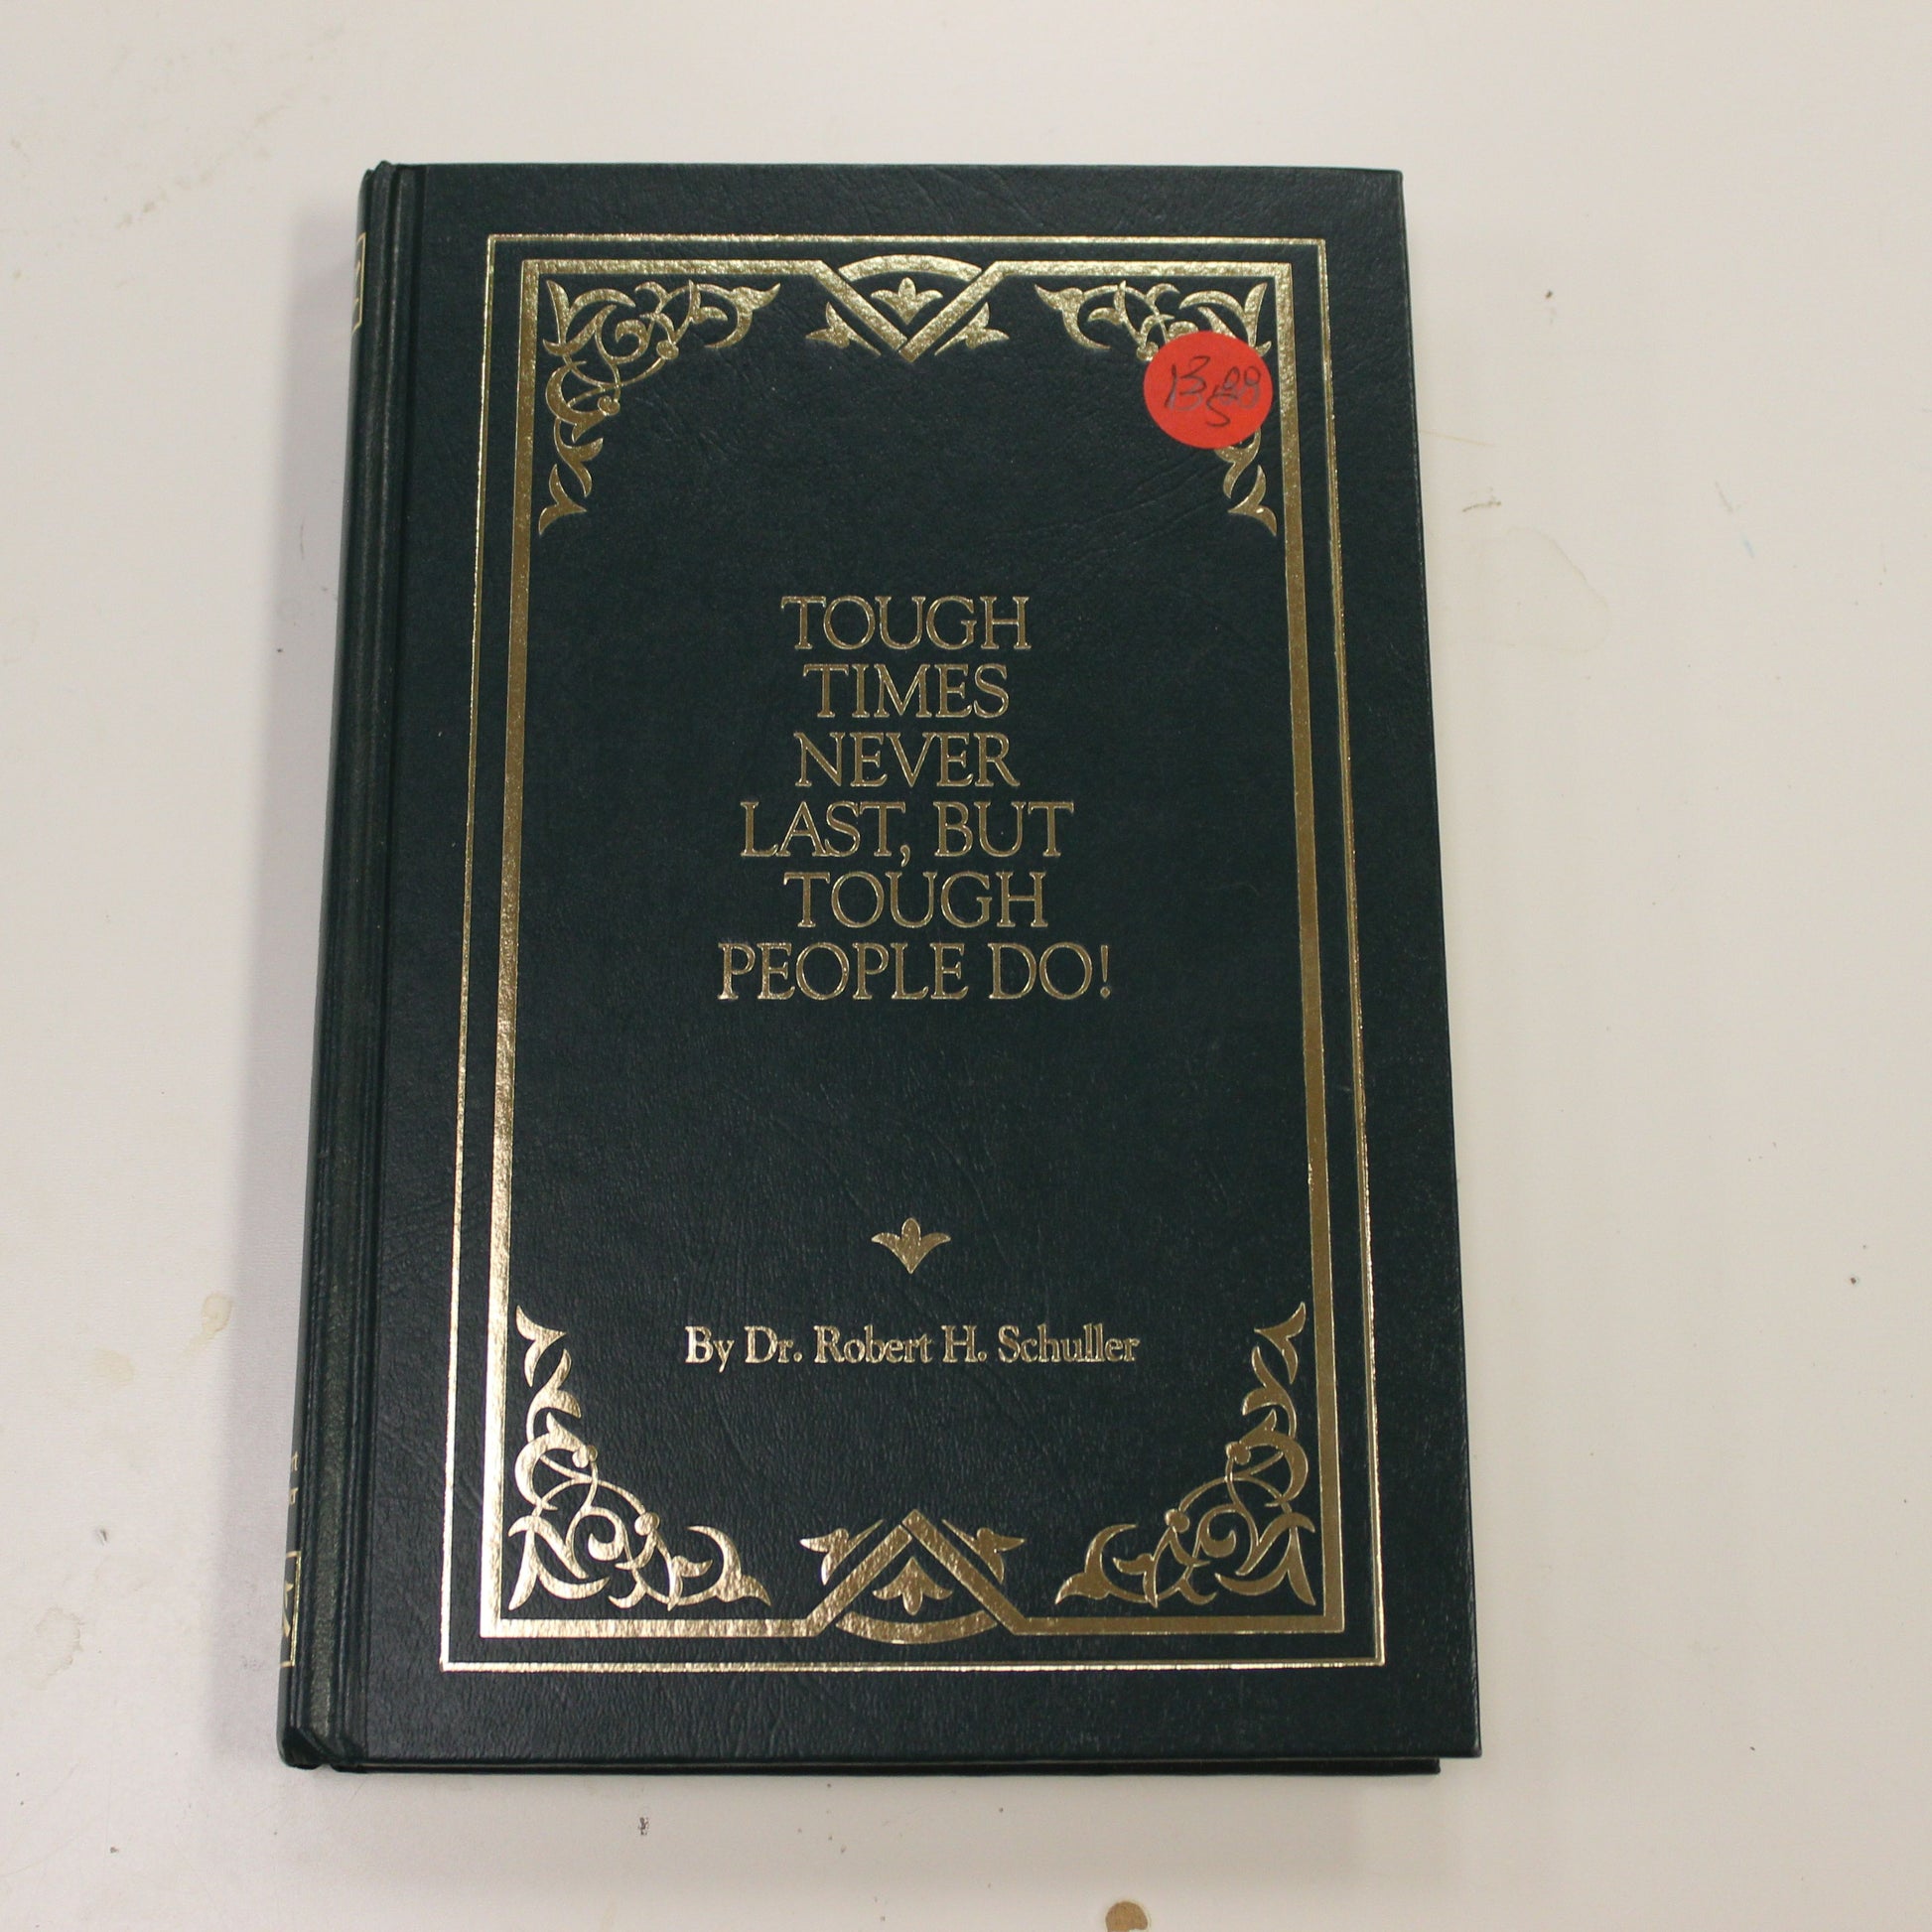 TOUGH
TIMES
NEVER
LAST, BUT
TOUGH
PEOPLE DO!
By Dr. Robert H. Schuller